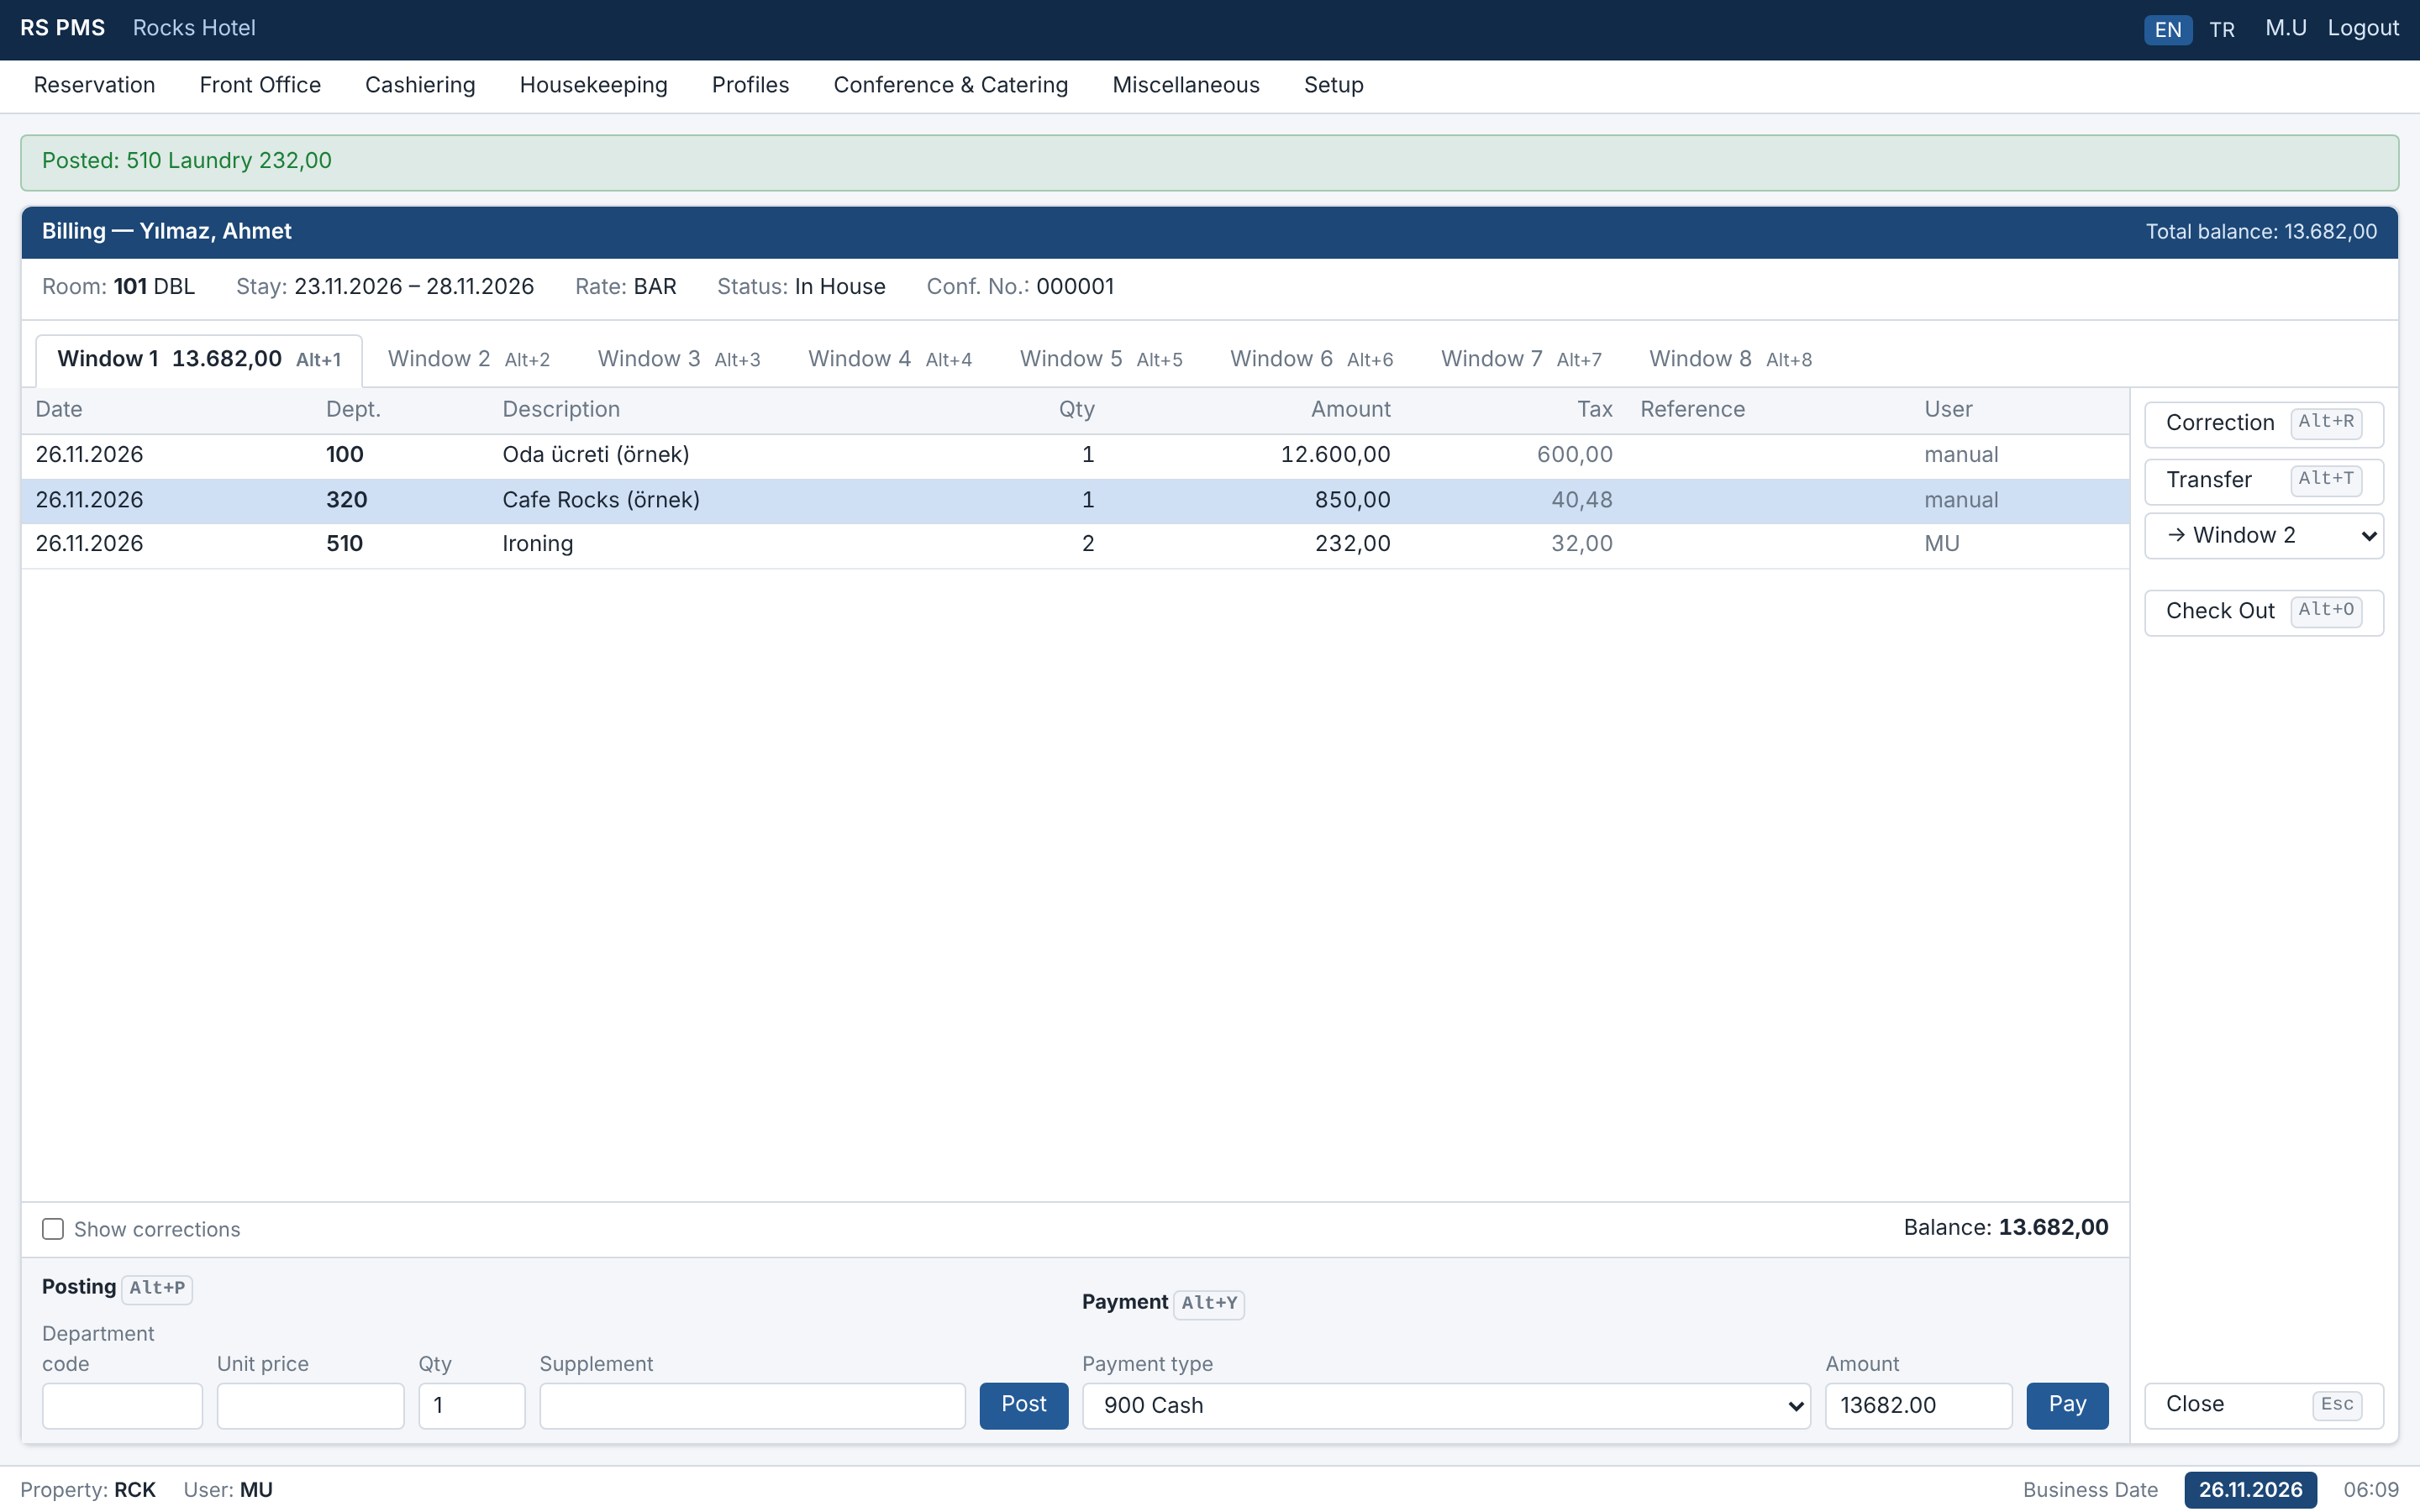 RS PMS Rocks Hotel EN TR M.U Logout
Reservation Front Office Cashiering Housekeeping Profiles Conference & Catering Miscellaneous Setup
Posted: 510 Laundry 232,00
Billing — Yılmaz, Ahmet Total balance: 13.682,00
Room: 101 DBL Stay: 23.11.2026 – 28.11.2026 Rate: BAR Status: In House Conf. No.: 000001
Window 1 13.682,00 Alt+1 Window 2 Alt+2 Window 3 Alt+3 Window 4 Alt+4 Window 5 Alt+5 Window 6 Alt+6 Window 7 Alt+7 Window 8 Alt+8
Date Dept. Description Qty Amount Tax Reference User
26.11.2026 100 Oda ücreti (örnek) 1 12.600,00 600,00 manual
26.11.2026 320 Cafe Rocks (örnek) 1 850,00 40,48 manual
26.11.2026 510 Ironing 2 232,00 32,00 MU
Correction Alt+R
Transfer Alt+T
→ Window 2
Check Out Alt+O
Show corrections Balance: 13.682,00
Posting Alt+P
Department
code Unit price Qty Supplement
1 Post
Payment Alt+Y
Payment type Amount
900 Cash 13682.00 Pay
Close Esc
Property: RCK User: MU Business Date 26.11.2026 06:09